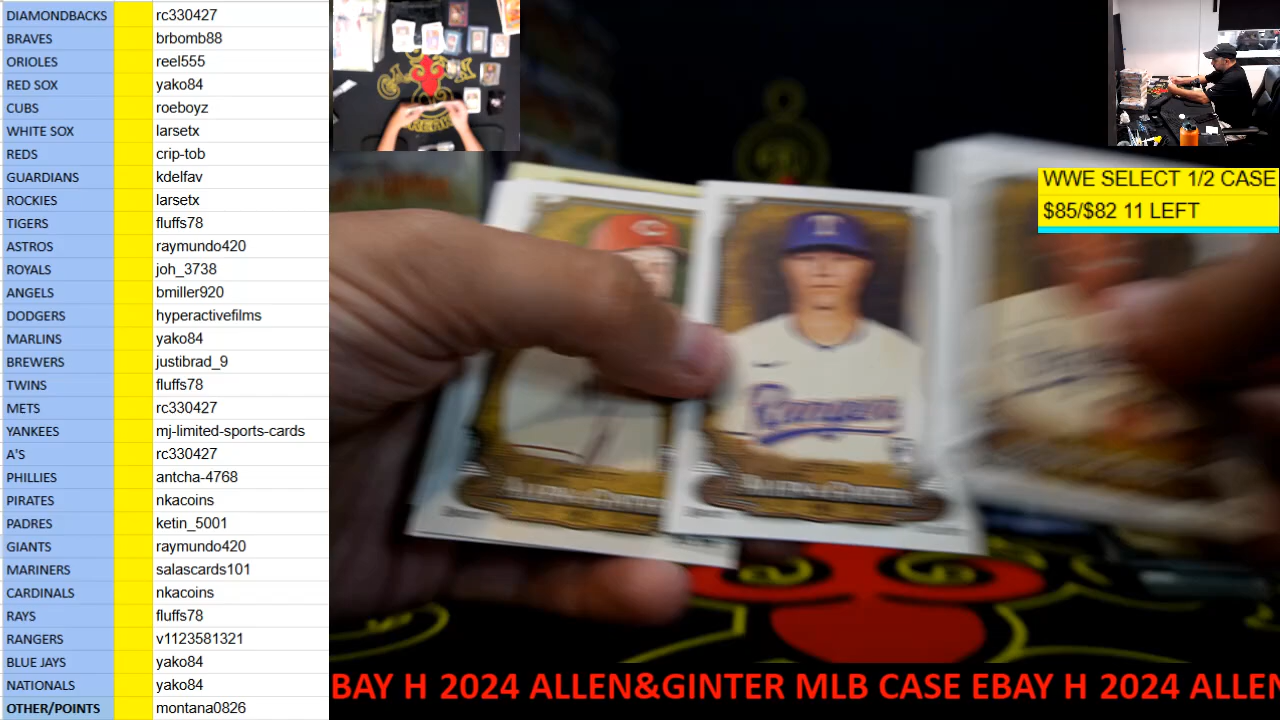 DIAMONDBACKS rc330427
BRAVES brbomb88
ORIOLES reel555
RED SOX yako84
CUBS roeboyz
WHITE SOX larsetx
REDS crip-tob
GUARDIANS kdelfav
ROCKIES larsetx
TIGERS fluffs78
ASTROS raymundo420
ROYALS joh_3738
ANGELS bmiller920
DODGERS hyperactivefilms
MARLINS yako84
BREWERS justibrad_9
TWINS fluffs78
METS rc330427
YANKEES mj-limited-sports-cards
A'S rc330427
PHILLIES antcha-4768
PIRATES nkacoins
PADRES ketin_5001
GIANTS raymundo420
MARINERS salascards101
CARDINALS nkacoins
RAYS fluffs78
RANGERS v1123581321
BLUE JAYS yako84
NATIONALS yako84
OTHER/POINTS montana0826
WWE SELECT 1/2 CASE
$85/$82 11 LEFT
Rangers
BAY H 2024 ALLEN&GINTER MLB CASE EBAY H 2024 ALLEN